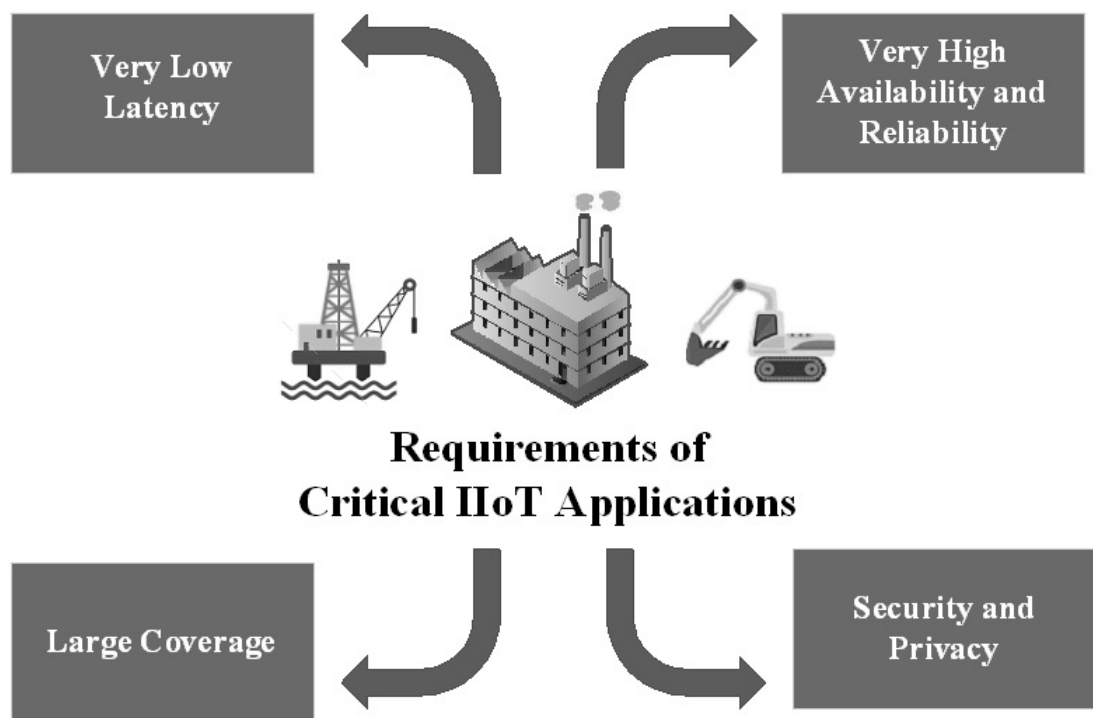 Very Low
Latency
Very High
Availability and
Reliability
Requirements of
Critical IIoT Applications
Large Coverage
Security and
Privacy